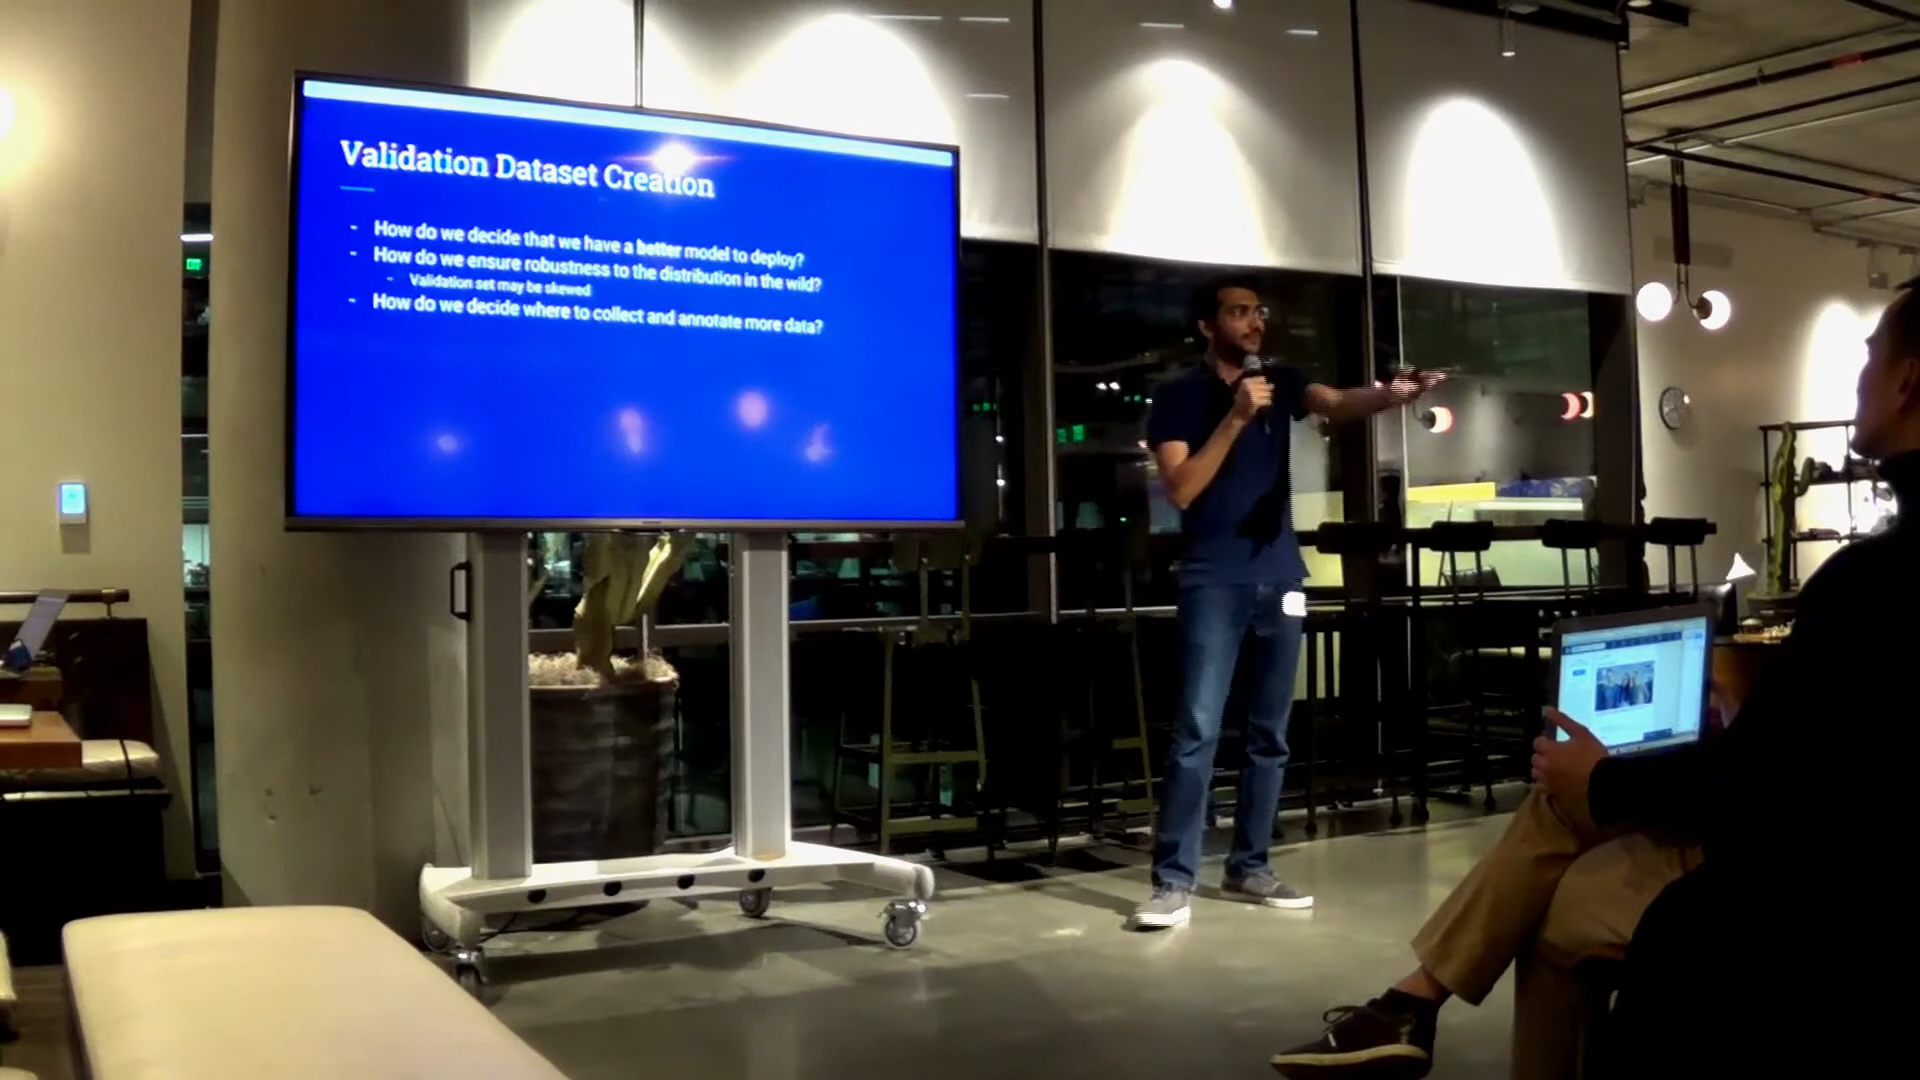 Validation Dataset Creation
- How do we decide that we have a better model to deploy?
- How do we ensure robustness to the distribution in the wild?
- Validation set may be skewed
- How do we decide where to collect and annotate more data?